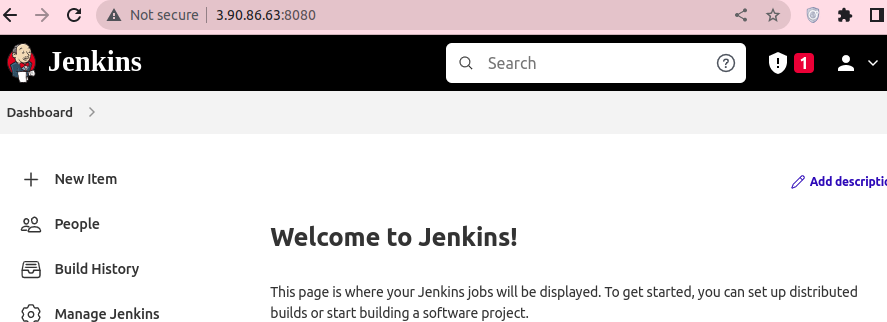 Not secure 3.90.86.63:8080
Jenkins
Search
1
Dashboard
New Item
Add descriptio
People
Welcome to Jenkins!
Build History
This page is where your Jenkins jobs will be displayed. To get started, you can set up distributed
Manage Jenkins
builds or start building a software project.